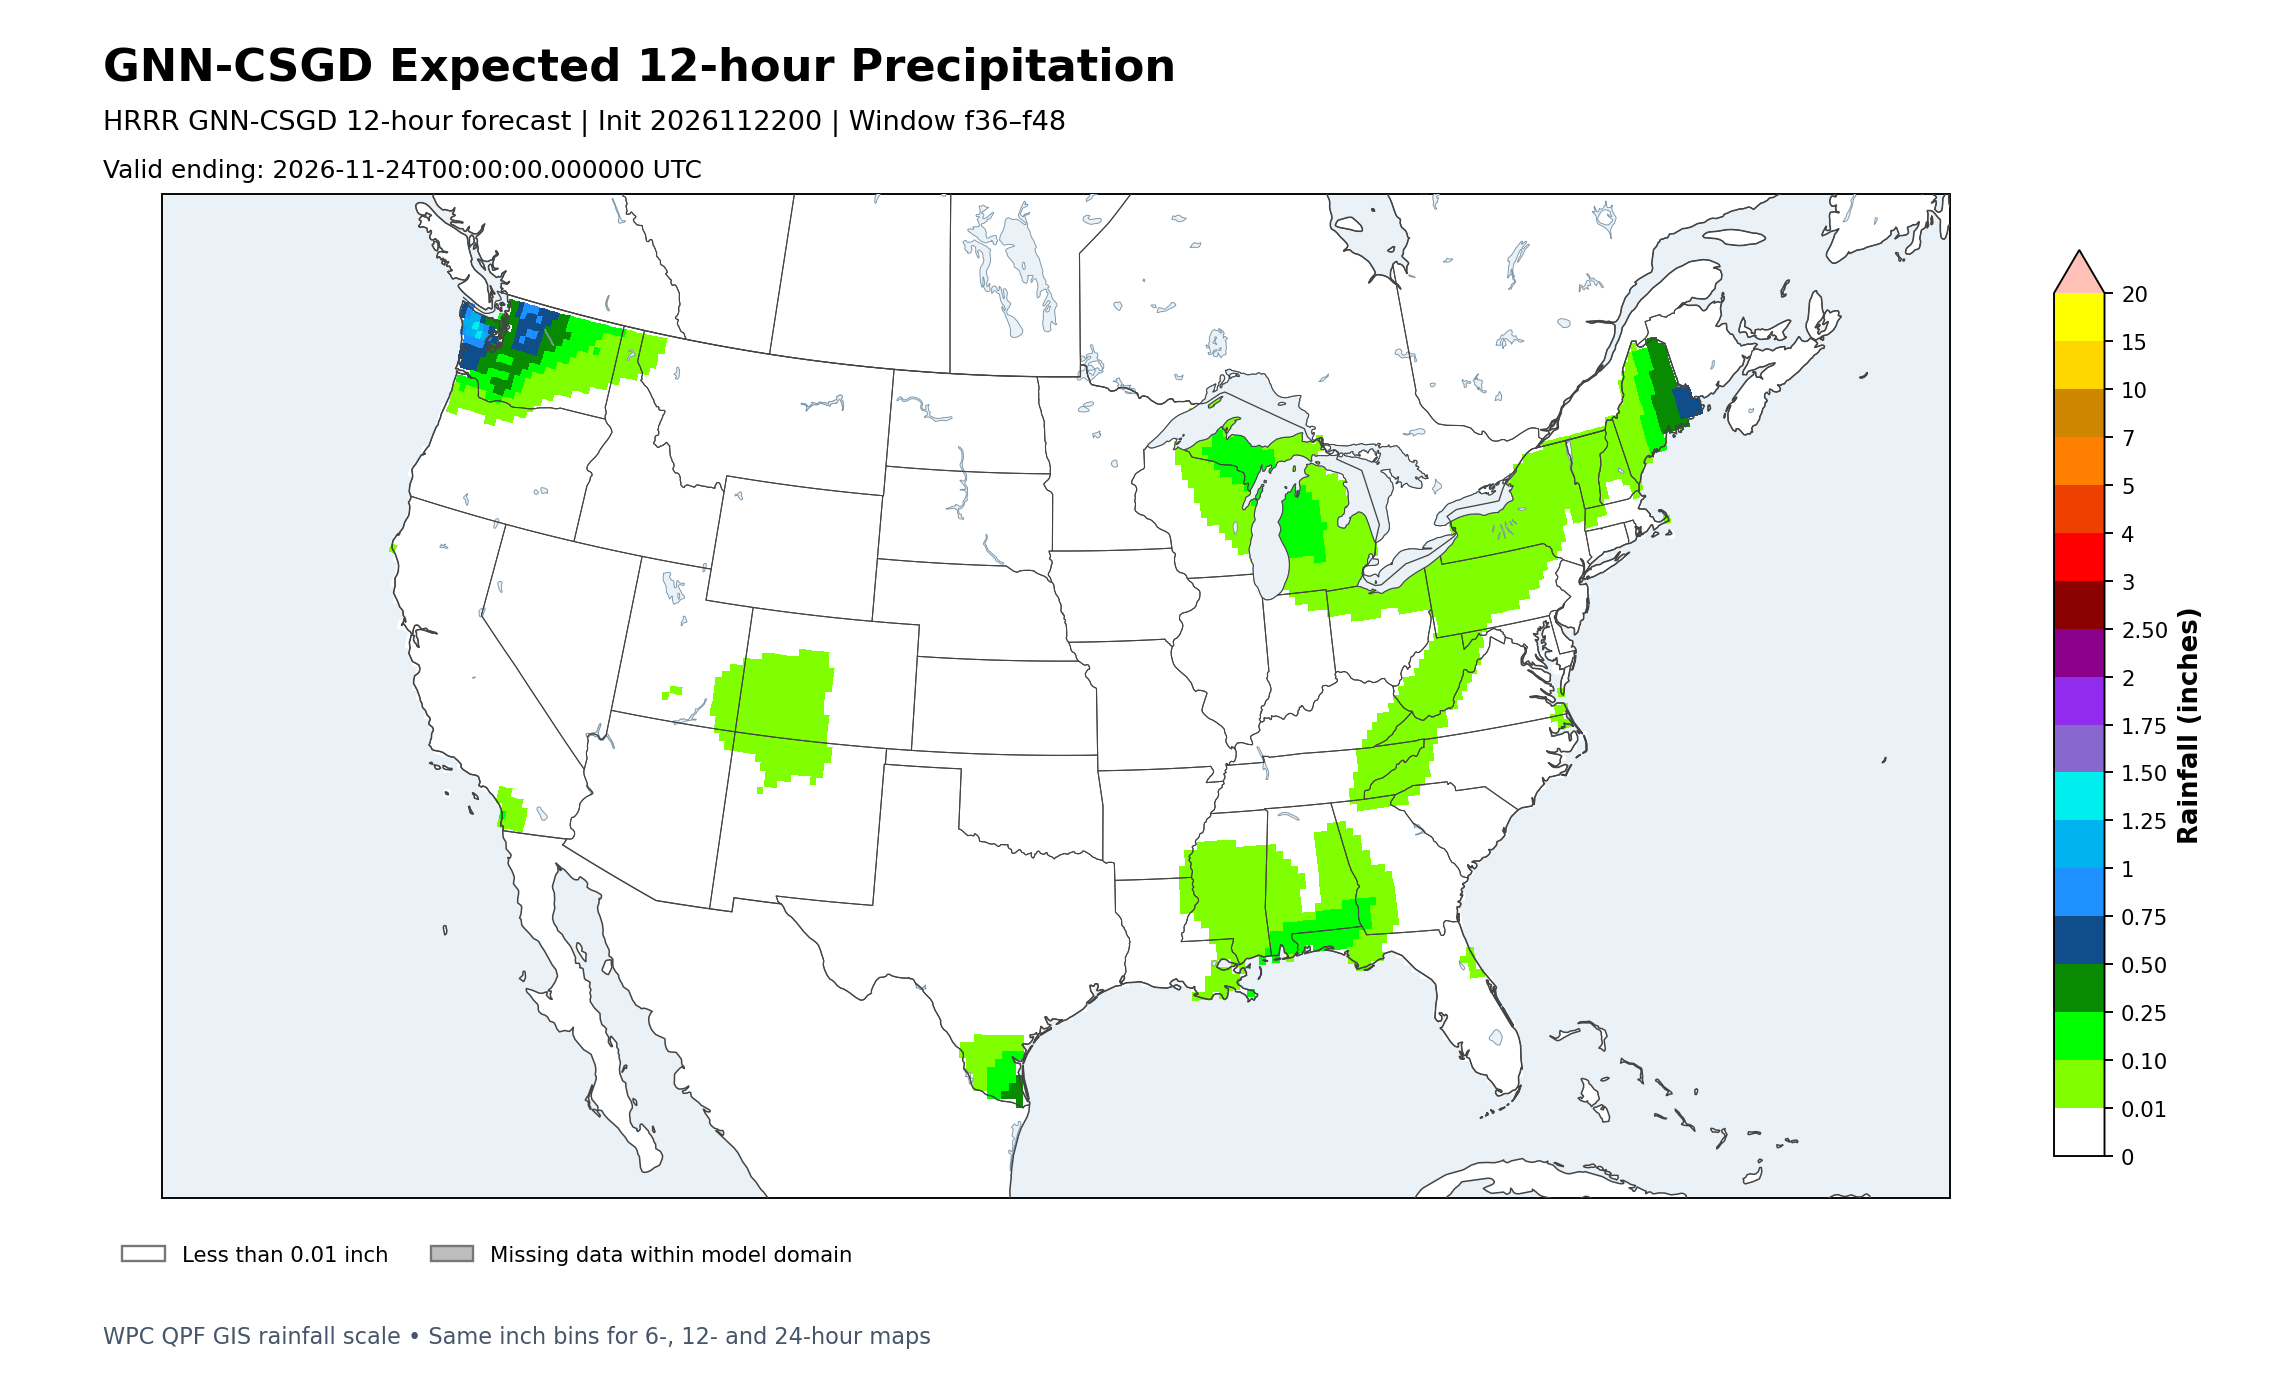 GNN-CSGD Expected 12-hour Precipitation
HRRR GNN-CSGD 12-hour forecast | Init 2026112200 | Window f36–f48
Valid ending: 2026-11-24T00:00:00.000000 UTC
20
15
10
7
5
4
3
2.50
2
1.75
1.50
1.25
1
0.75
0.50
0.25
0.10
0.01
0
Rainfall (inches)
Less than 0.01 inch
Missing data within model domain
WPC QPF GIS rainfall scale • Same inch bins for 6-, 12- and 24-hour maps